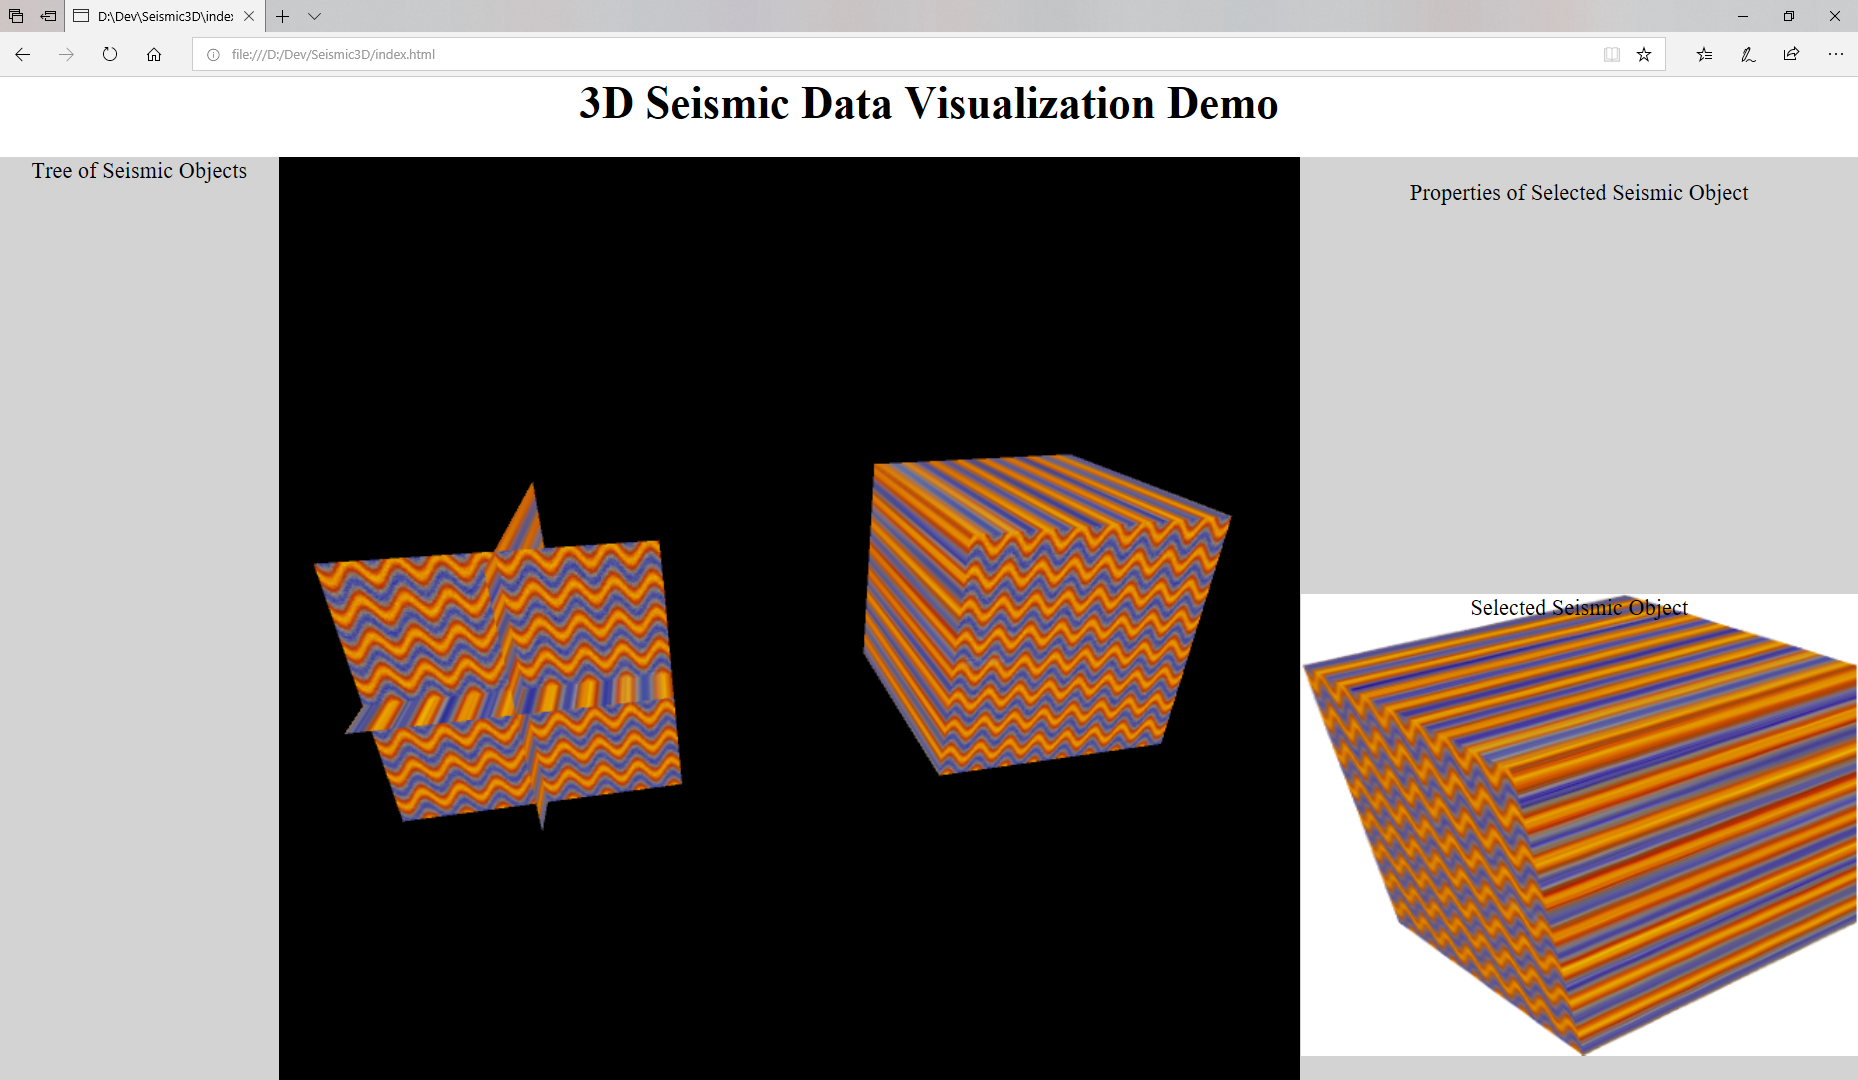 D:\Dev\Seismic3D\inde
file:///D:/Dev/Seismic3D/index.html
3D Seismic Data Visualization Demo
Tree of Seismic Objects
Properties of Selected Seismic Object
Selected Seismic Object